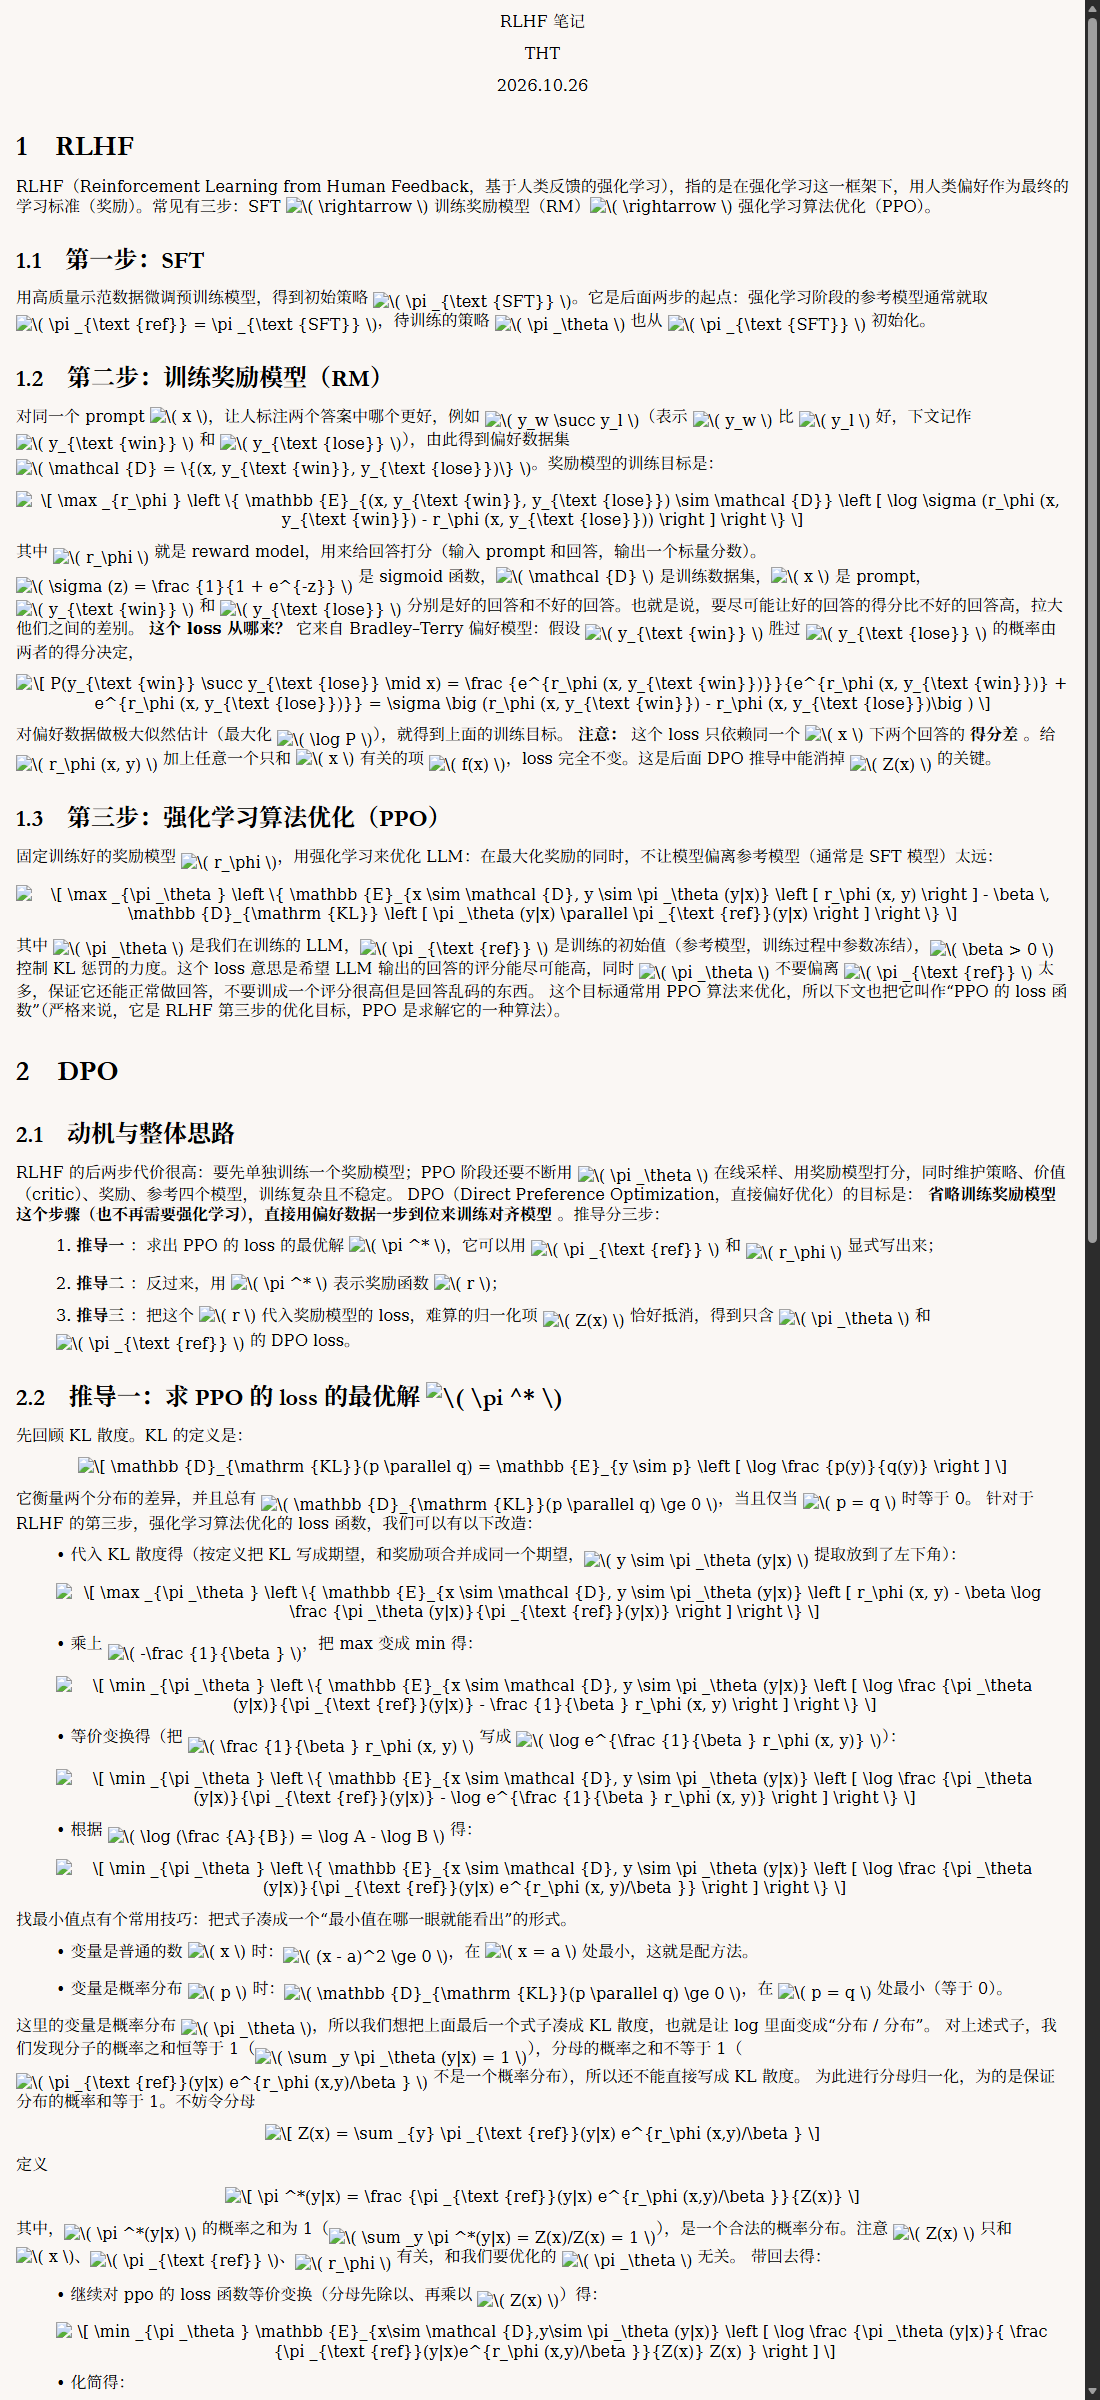 RLHF 笔记
THT
2026.10.26
1 RLHF
RLHF（Reinforcement Learning from Human Feedback，基于人类反馈的强化学习），指的是在强化学习这一框架下，用人类偏好作为最终的
学习标准（奖励）。常见有三步：SFT \( \rightarrow \) 训练奖励模型（RM）\( \rightarrow \) 强化学习算法优化（PPO）。
1.1 第一步：SFT
用高质量示范数据微调预训练模型，得到初始策略 \( \pi _{\text {SFT}} \)。它是后面两步的起点：强化学习阶段的参考模型通常就取
\( \pi _{\text {ref}} = \pi _{\text {SFT}} \)，待训练的策略 \( \pi _\theta \) 也从 \( \pi _{\text {SFT}} \) 初始化。
1.2 第二步：训练奖励模型（RM）
对同一个 prompt \( x \)，让人标注两个答案中哪个更好，例如 \( y_w \succ y_l \)（表示 \( y_w \) 比 \( y_l \) 好，下文记作
\( y_{\text {win}} \) 和 \( y_{\text {lose}} \)），由此得到偏好数据集
\( \mathcal {D} = \{(x, y_{\text {win}}, y_{\text {lose}})\} \)。奖励模型的训练目标是：
\[ \max _{r_\phi } \left \{ \mathbb {E}_{(x, y_{\text {win}}, y_{\text {lose}}) \sim \mathcal {D}} \left [ \log \sigma (r_\phi (x,
y_{\text {win}}) - r_\phi (x, y_{\text {lose}})) \right ] \right \} \]
其中 \( r_\phi \) 就是 reward model，用来给回答打分（输入 prompt 和回答，输出一个标量分数）。
\( \sigma (z) = \frac {1}{1 + e^{-z}} \) 是 sigmoid 函数，\( \mathcal {D} \) 是训练数据集，\( x \) 是 prompt，
\( y_{\text {win}} \) 和 \( y_{\text {lose}} \) 分别是好的回答和不好的回答。也就是说，要尽可能让好的回答的得分比不好的回答高，拉大
他们之间的差别。 这个 loss 从哪来？ 它来自 Bradley–Terry 偏好模型：假设 \( y_{\text {win}} \) 胜过 \( y_{\text {lose}} \) 的概率由
两者的得分决定，
\[ P(y_{\text {win}} \succ y_{\text {lose}} \mid x) = \frac {e^{r_\phi (x, y_{\text {win}})}}{e^{r_\phi (x, y_{\text {win}})} +
e^{r_\phi (x, y_{\text {lose}})}} = \sigma \big (r_\phi (x, y_{\text {win}}) - r_\phi (x, y_{\text {lose}})\big ) \]
对偏好数据做极大似然估计（最大化 \( \log P \)），就得到上面的训练目标。 注意： 这个 loss 只依赖同一个 \( x \) 下两个回答的 得分差 。给
\( r_\phi (x, y) \) 加上任意一个只和 \( x \) 有关的项 \( f(x) \)，loss 完全不变。这是后面 DPO 推导中能消掉 \( Z(x) \) 的关键。
1.3 第三步：强化学习算法优化（PPO）
固定训练好的奖励模型 \( r_\phi \)，用强化学习来优化 LLM：在最大化奖励的同时，不让模型偏离参考模型（通常是 SFT 模型）太远：
\[ \max _{\pi _\theta } \left \{ \mathbb {E}_{x \sim \mathcal {D}, y \sim \pi _\theta (y|x)} \left [ r_\phi (x, y) \right ] - \beta \,
\mathbb {D}_{\mathrm {KL}} \left [ \pi _\theta (y|x) \parallel \pi _{\text {ref}}(y|x) \right ] \right \} \]
其中 \( \pi _\theta \) 是我们在训练的 LLM，\( \pi _{\text {ref}} \) 是训练的初始值（参考模型，训练过程中参数冻结），\( \beta > 0 \)
控制 KL 惩罚的力度。这个 loss 意思是希望 LLM 输出的回答的评分能尽可能高，同时 \( \pi _\theta \) 不要偏离 \( \pi _{\text {ref}} \) 太
多，保证它还能正常做回答，不要训成一个评分很高但是回答乱码的东西。 这个目标通常用 PPO 算法来优化，所以下文也把它叫作“PPO 的 loss 函
数”（严格来说，它是 RLHF 第三步的优化目标，PPO 是求解它的一种算法）。
2 DPO
2.1 动机与整体思路
RLHF 的后两步代价很高：要先单独训练一个奖励模型；PPO 阶段还要不断用 \( \pi _\theta \) 在线采样、用奖励模型打分，同时维护策略、价值
（critic）、奖励、参考四个模型，训练复杂且不稳定。 DPO（Direct Preference Optimization，直接偏好优化）的目标是： 省略训练奖励模型
这个步骤（也不再需要强化学习），直接用偏好数据一步到位来训练对齐模型 。推导分三步：
1. 推导一 ：求出 PPO 的 loss 的最优解 \( \pi ^* \)，它可以用 \( \pi _{\text {ref}} \) 和 \( r_\phi \) 显式写出来；
2. 推导二 ：反过来，用 \( \pi ^* \) 表示奖励函数 \( r \)；
3. 推导三 ：把这个 \( r \) 代入奖励模型的 loss，难算的归一化项 \( Z(x) \) 恰好抵消，得到只含 \( \pi _\theta \) 和
\( \pi _{\text {ref}} \) 的 DPO loss。
2.2 推导一：求 PPO 的 loss 的最优解 \( \pi ^* \)
先回顾 KL 散度。KL 的定义是：
\[ \mathbb {D}_{\mathrm {KL}}(p \parallel q) = \mathbb {E}_{y \sim p} \left [ \log \frac {p(y)}{q(y)} \right ] \]
它衡量两个分布的差异，并且总有 \( \mathbb {D}_{\mathrm {KL}}(p \parallel q) \ge 0 \)，当且仅当 \( p = q \) 时等于 0。 针对于
RLHF 的第三步，强化学习算法优化的 loss 函数，我们可以有以下改造：
• 代入 KL 散度得（按定义把 KL 写成期望，和奖励项合并成同一个期望，\( y \sim \pi _\theta (y|x) \) 提取放到了左下角）：
\[ \max _{\pi _\theta } \left \{ \mathbb {E}_{x \sim \mathcal {D}, y \sim \pi _\theta (y|x)} \left [ r_\phi (x, y) - \beta \log
\frac {\pi _\theta (y|x)}{\pi _{\text {ref}}(y|x)} \right ] \right \} \]
• 乘上 \( -\frac {1}{\beta } \)，把 max 变成 min 得：
\[ \min _{\pi _\theta } \left \{ \mathbb {E}_{x \sim \mathcal {D}, y \sim \pi _\theta (y|x)} \left [ \log \frac {\pi _\theta
(y|x)}{\pi _{\text {ref}}(y|x)} - \frac {1}{\beta } r_\phi (x, y) \right ] \right \} \]
• 等价变换得（把 \( \frac {1}{\beta } r_\phi (x, y) \) 写成 \( \log e^{\frac {1}{\beta } r_\phi (x, y)} \)）：
\[ \min _{\pi _\theta } \left \{ \mathbb {E}_{x \sim \mathcal {D}, y \sim \pi _\theta (y|x)} \left [ \log \frac {\pi _\theta
(y|x)}{\pi _{\text {ref}}(y|x)} - \log e^{\frac {1}{\beta } r_\phi (x, y)} \right ] \right \} \]
• 根据 \( \log (\frac {A}{B}) = \log A - \log B \) 得：
\[ \min _{\pi _\theta } \left \{ \mathbb {E}_{x \sim \mathcal {D}, y \sim \pi _\theta (y|x)} \left [ \log \frac {\pi _\theta
(y|x)}{\pi _{\text {ref}}(y|x) e^{r_\phi (x, y)/\beta }} \right ] \right \} \]
找最小值点有个常用技巧：把式子凑成一个“最小值在哪一眼就能看出”的形式。
• 变量是普通的数 \( x \) 时：\( (x - a)^2 \ge 0 \)，在 \( x = a \) 处最小，这就是配方法。
• 变量是概率分布 \( p \) 时：\( \mathbb {D}_{\mathrm {KL}}(p \parallel q) \ge 0 \)，在 \( p = q \) 处最小（等于 0）。
这里的变量是概率分布 \( \pi _\theta \)，所以我们想把上面最后一个式子凑成 KL 散度，也就是让 log 里面变成“分布 / 分布”。 对上述式子，我
们发现分子的概率之和恒等于 1（\( \sum _y \pi _\theta (y|x) = 1 \)），分母的概率之和不等于 1（
\( \pi _{\text {ref}}(y|x) e^{r_\phi (x,y)/\beta } \) 不是一个概率分布），所以还不能直接写成 KL 散度。 为此进行分母归一化，为的是保证
分布的概率和等于 1。不妨令分母
\[ Z(x) = \sum _{y} \pi _{\text {ref}}(y|x) e^{r_\phi (x,y)/\beta } \]
定义
\[ \pi ^*(y|x) = \frac {\pi _{\text {ref}}(y|x) e^{r_\phi (x,y)/\beta }}{Z(x)} \]
其中，\( \pi ^*(y|x) \) 的概率之和为 1（\( \sum _y \pi ^*(y|x) = Z(x)/Z(x) = 1 \)），是一个合法的概率分布。注意 \( Z(x) \) 只和
\( x \)、\( \pi _{\text {ref}} \)、\( r_\phi \) 有关，和我们要优化的 \( \pi _\theta \) 无关。 带回去得：
• 继续对 ppo 的 loss 函数等价变换（分母先除以、再乘以 \( Z(x) \)）得：
\[ \min _{\pi _\theta } \mathbb {E}_{x\sim \mathcal {D},y\sim \pi _\theta (y|x)} \left [ \log \frac {\pi _\theta (y|x)}{ \frac
{\pi _{\text {ref}}(y|x)e^{r_\phi (x,y)/\beta }}{Z(x)} Z(x) } \right ] \]
• 化简得：